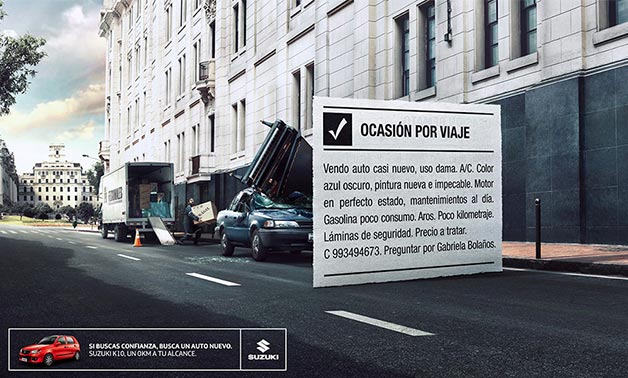 OCASIÓN POR VIAJE
Vendo auto casi nuevo, uso dama. A/C. Color
azul oscuro, pintura nueva e impecable. Motor
en perfecto estado, mantenimientos al día.
Gasolina poco consumo. Aros. Poco kilometraje.
Láminas de seguridad. Precio a tratar.
C 993494673. Preguntar por Gabriela Bolaños.
SI BUSCAS CONFIANZA, BUSCA UN AUTO NUEVO.
SUZUKI K10, UN 0KM A TU ALCANCE.
SUZUKI